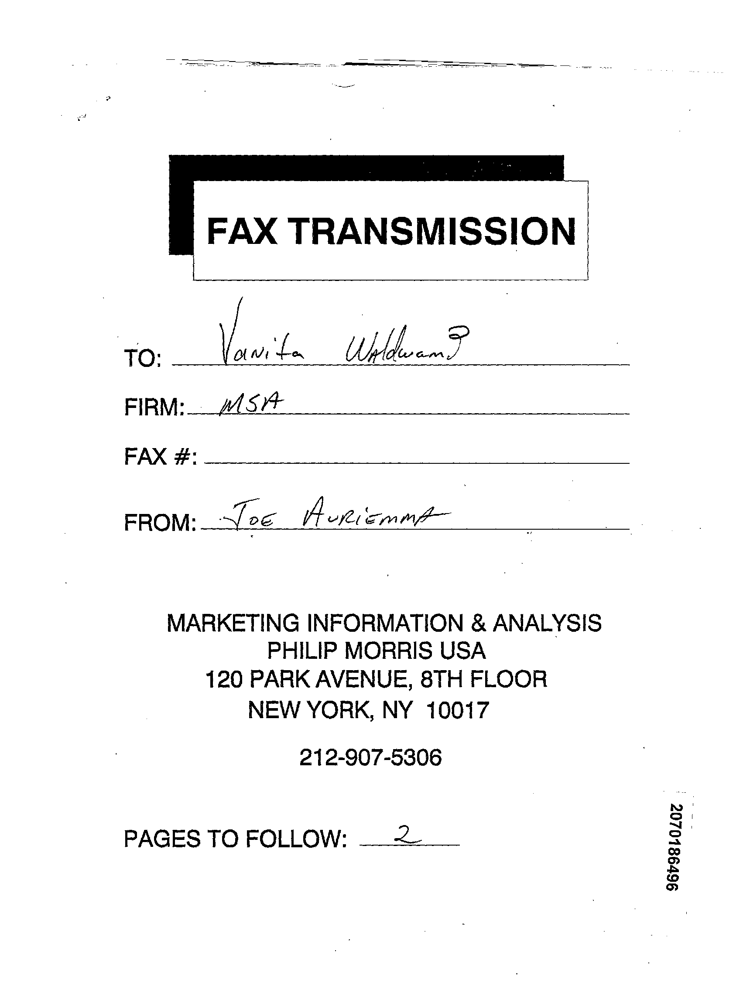 FAX TRANSMISSION
TO: Vanita
FIRM: MSA
FAX #:
FROM: JOE AURIEMMA
MARKETING INFORMATION & ANALYSIS
PHILIP MORRIS USA
120 PARK AVENUE, 8TH FLOOR
NEW YORK, NY 10017
212-907-5306
PAGES TO FOLLOW: 2
2070186496